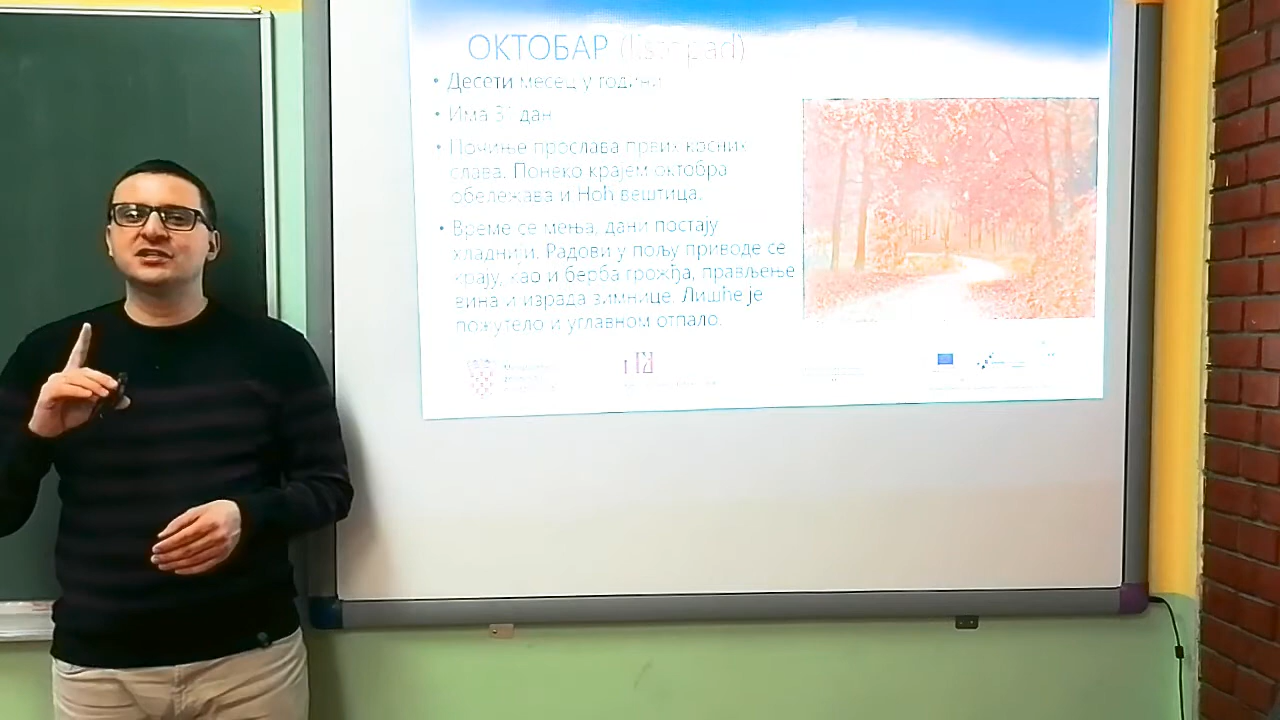 ОКТОБАР (listopad)
• Десети месец у години
• Има 31 дан
• Почиње прослава првих касних
слава. Понеко крајем октобра
обележава и Ноћ вештица.
• Време се мења, дани постају
хладнији. Радови у пољу приводе се
крају, као и берба грожђа, прављење
вина и израда зимнице. Лишће је
пожутело и углавном отпало.